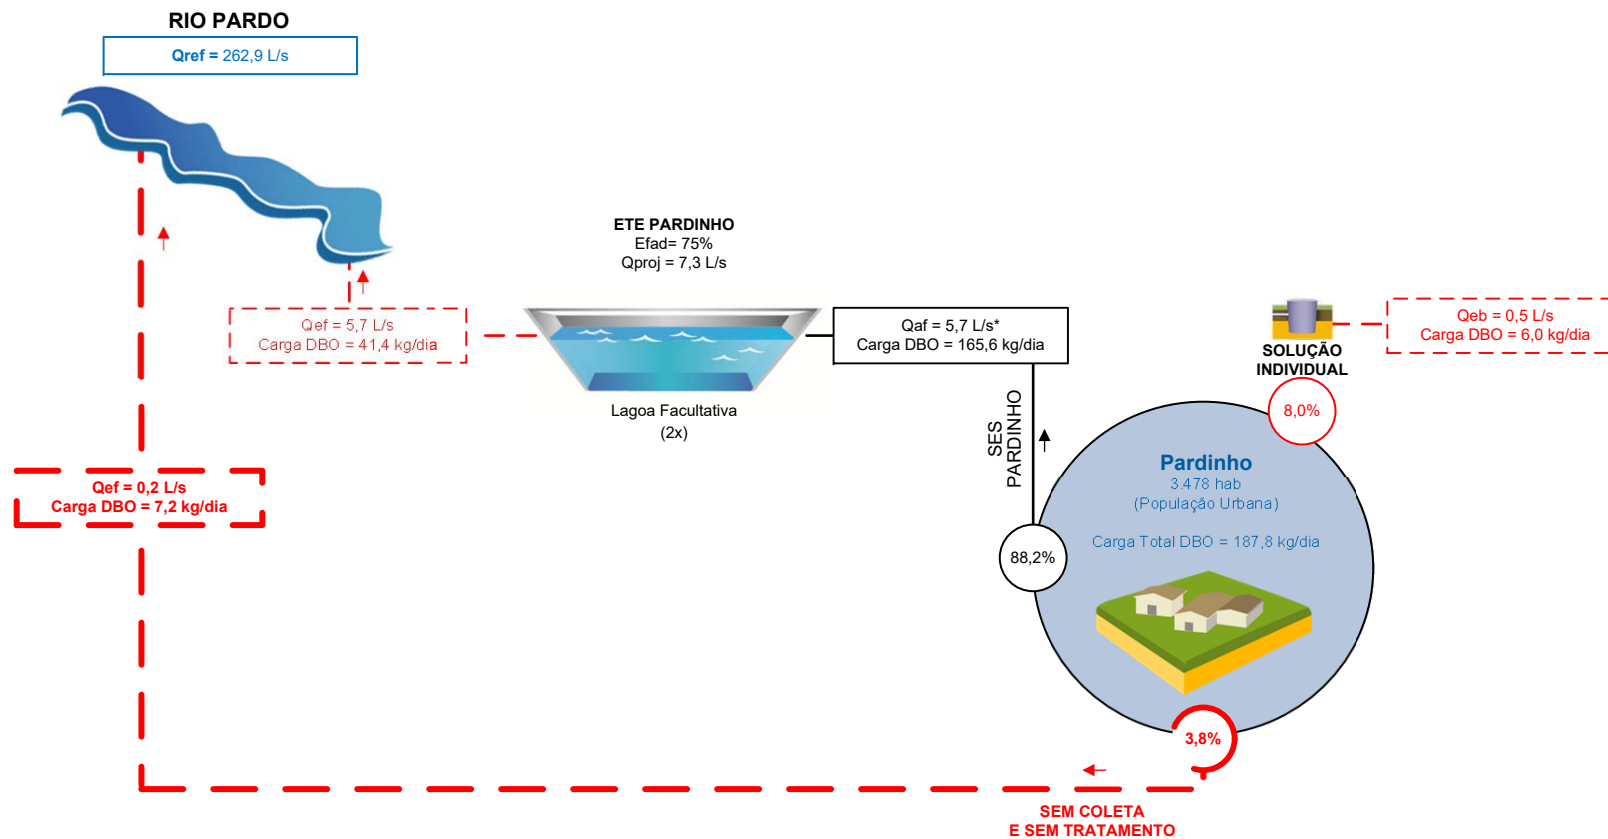 RIO PARDO
Qref = 262,9 L/s
ETE PARDINHO
Efad= 75%
Qproj = 7,3 L/s
Qef = 5,7 L/s
Carga DBO = 41,4 kg/dia
Qaf = 5,7 L/s*
Carga DBO = 165,6 kg/dia
Qeb = 0,5 L/s
Carga DBO = 6,0 kg/dia
SOLUÇÃO
INDIVIDUAL
Lagoa Facultativa
(2x)
8,0%
SES
PARDINHO
Pardinho
3.478 hab
(População Urbana)
Carga Total DBO = 187,8 kg/dia
Qef = 0,2 L/s
Carga DBO = 7,2 kg/dia
88,2%
3,8%
SEM COLETA
E SEM TRATAMENTO